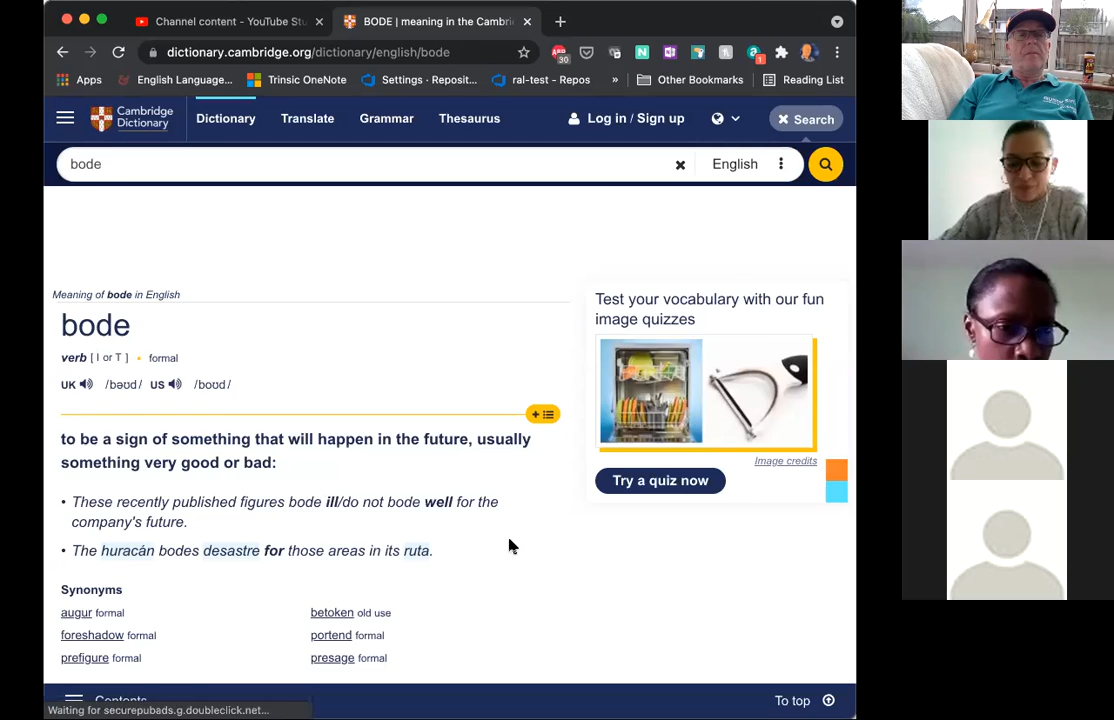 Channel content - YouTube Stu
BODE | meaning in the Cambri
dictionary.cambridge.org/dictionary/english/bode
30
1
Apps
English Language...
Trinsic OneNote
Settings · Reposit...
ral-test - Repos
»
Other Bookmarks
Reading List
Cambridge
Dictionary
Dictionary
Translate
Grammar
Thesaurus
Log in / Sign up
Search
bode
English
Meaning of bode in English
bode
verb [ I or T ] • formal
UK /bəʊd/ US /boʊd/
to be a sign of something that will happen in the future, usually
something very good or bad:
• These recently published figures bode ill/do not bode well for the
company's future.
• The huracán bodes desastre for those areas in its ruta.
Synonyms
augur formal
betoken old use
foreshadow formal
portend formal
prefigure formal
presage formal
Test your vocabulary with our fun
image quizzes
Image credits
Try a quiz now
Contents
To top
Waiting for securepubads.g.doubleclick.net...